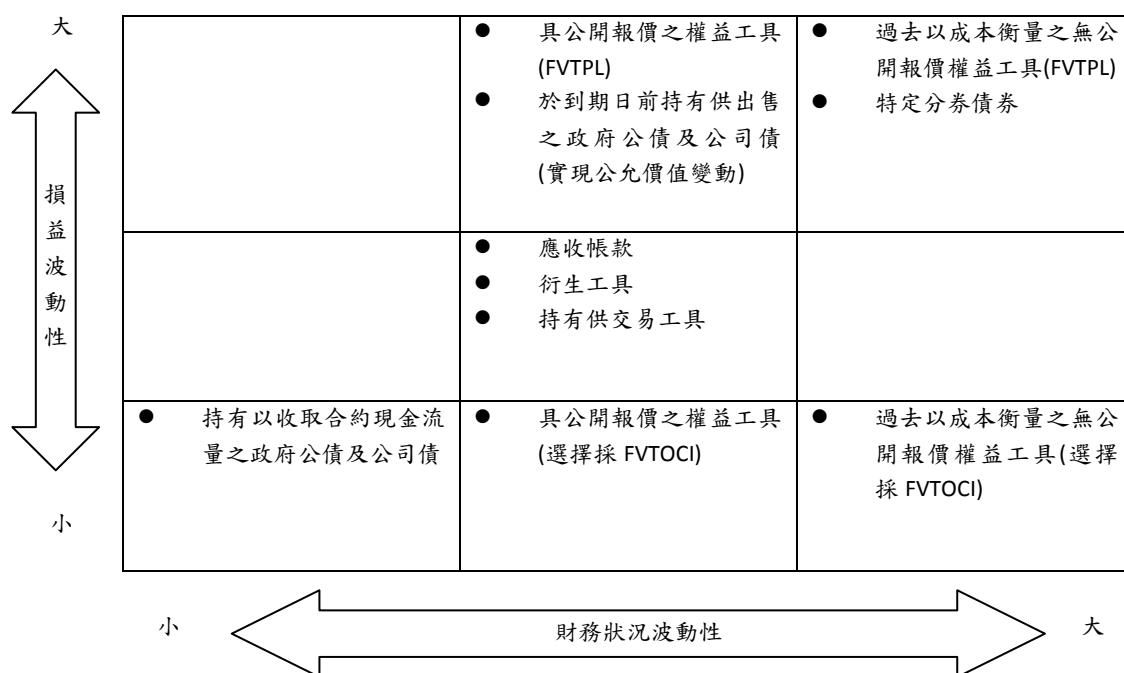 大
損
益
波
動
性
小
● 具公開報價之權益工具
(FVTPL)
● 於到期日前持有供出售
之政府公債及公司債
(實現公允價值變動)
● 過去以成本衡量之無公
開報價權益工具(FVTPL)
● 特定分券債券
● 應收帳款
● 衍生工具
● 持有供交易工具
● 持有以收取合約現金流
量之政府公債及公司債
● 具公開報價之權益工具
(選擇採 FVTOCI)
● 過去以成本衡量之無公
開報價權益工具(選擇
採 FVTOCI)
小
財務狀況波動性
大